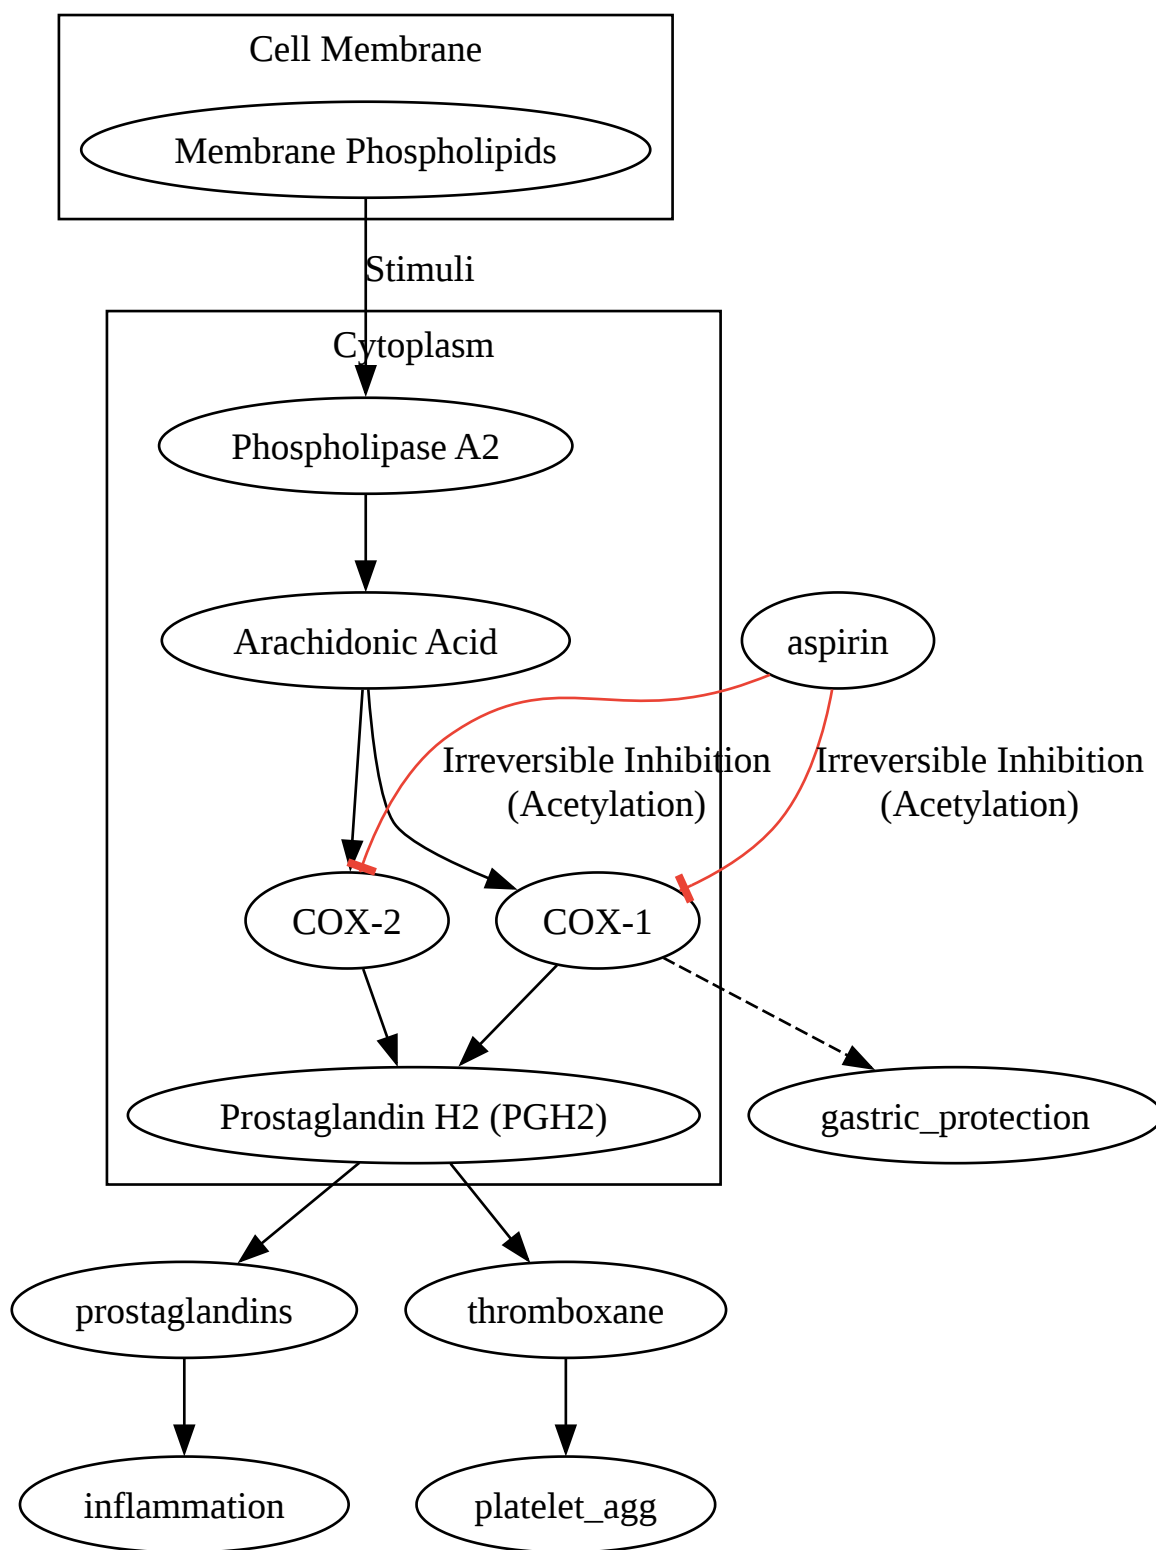 Cell Membrane
Membrane Phospholipids
Stimuli
Cytoplasm
Phospholipase A2
Arachidonic Acid
aspirin
Irreversible Inhibition
(Acetylation)
Irreversible Inhibition
(Acetylation)
COX-2
COX-1
Prostaglandin H2 (PGH2)
gastric_protection
prostaglandins
thromboxane
inflammation
platelet_agg